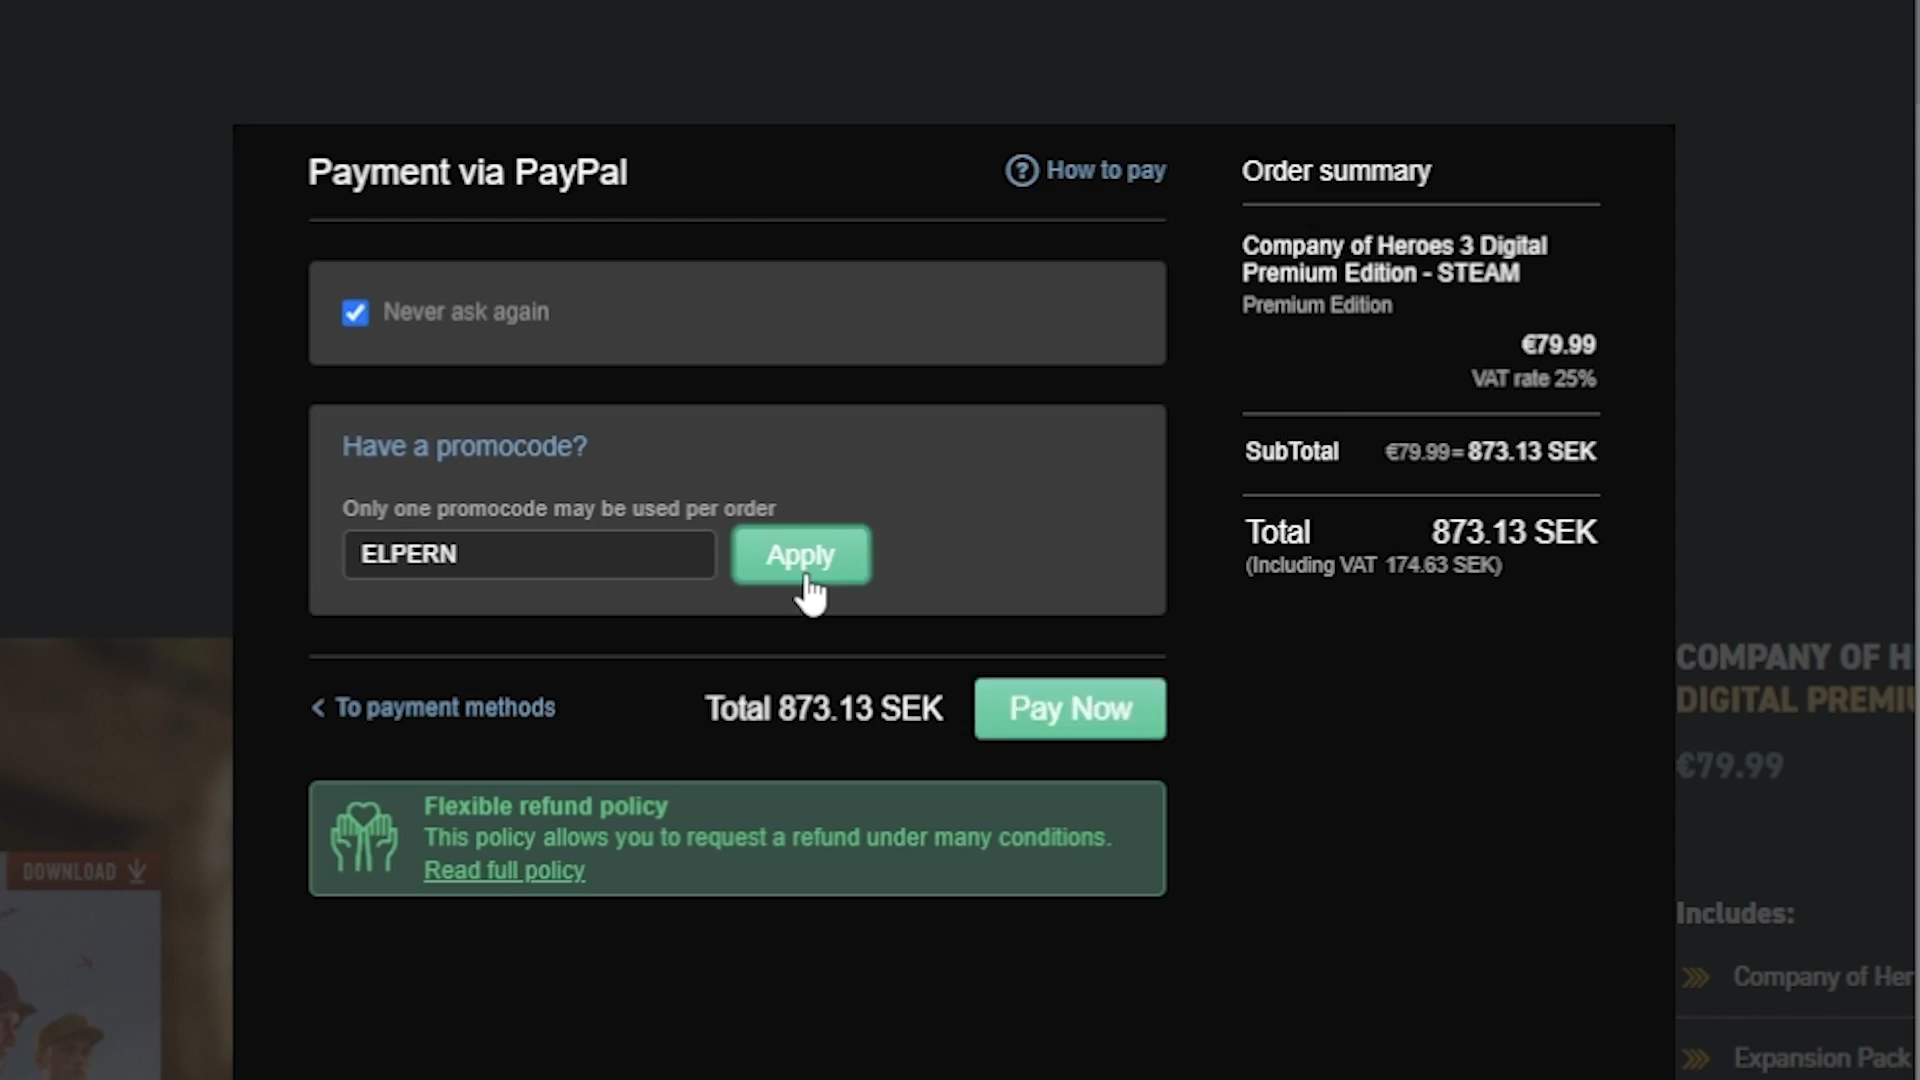 Payment via PayPal
? How to pay
Never ask again
Have a promocode?
Only one promocode may be used per order
ELPERN
Apply
< To payment methods
Total 873.13 SEK
Pay Now
Flexible refund policy
This policy allows you to request a refund under many conditions.
Read full policy
Order summary
Company of Heroes 3 Digital
Premium Edition - STEAM
Premium Edition
€79.99
VAT rate 25%
SubTotal €79.99= 873.13 SEK
Total 873.13 SEK
(Including VAT 174.63 SEK)
DOWNLOAD
COMPANY OF H
DIGITAL PREMIU
€79.99
Includes:
Company of Her
Expansion Pack